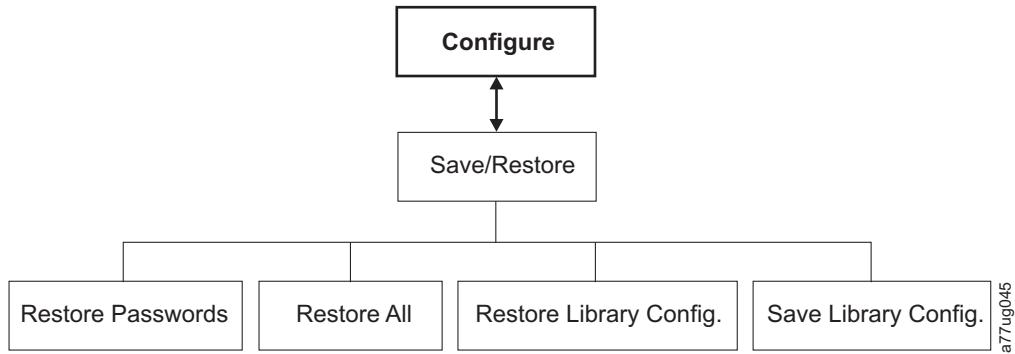 Configure
Save/Restore
Restore Passwords
Restore All
Restore Library Config.
Save Library Config.
a77ug045